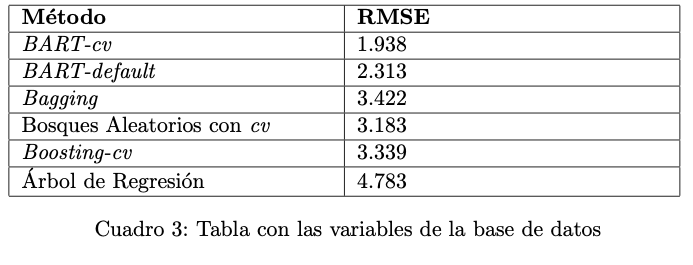 Método RMSE
BART-cv 1.938
BART-default 2.313
Bagging 3.422
Bosques Aleatorios con cv 3.183
Boosting-cv 3.339
Árbol de Regresión 4.783
Cuadro 3: Tabla con las variables de la base de datos